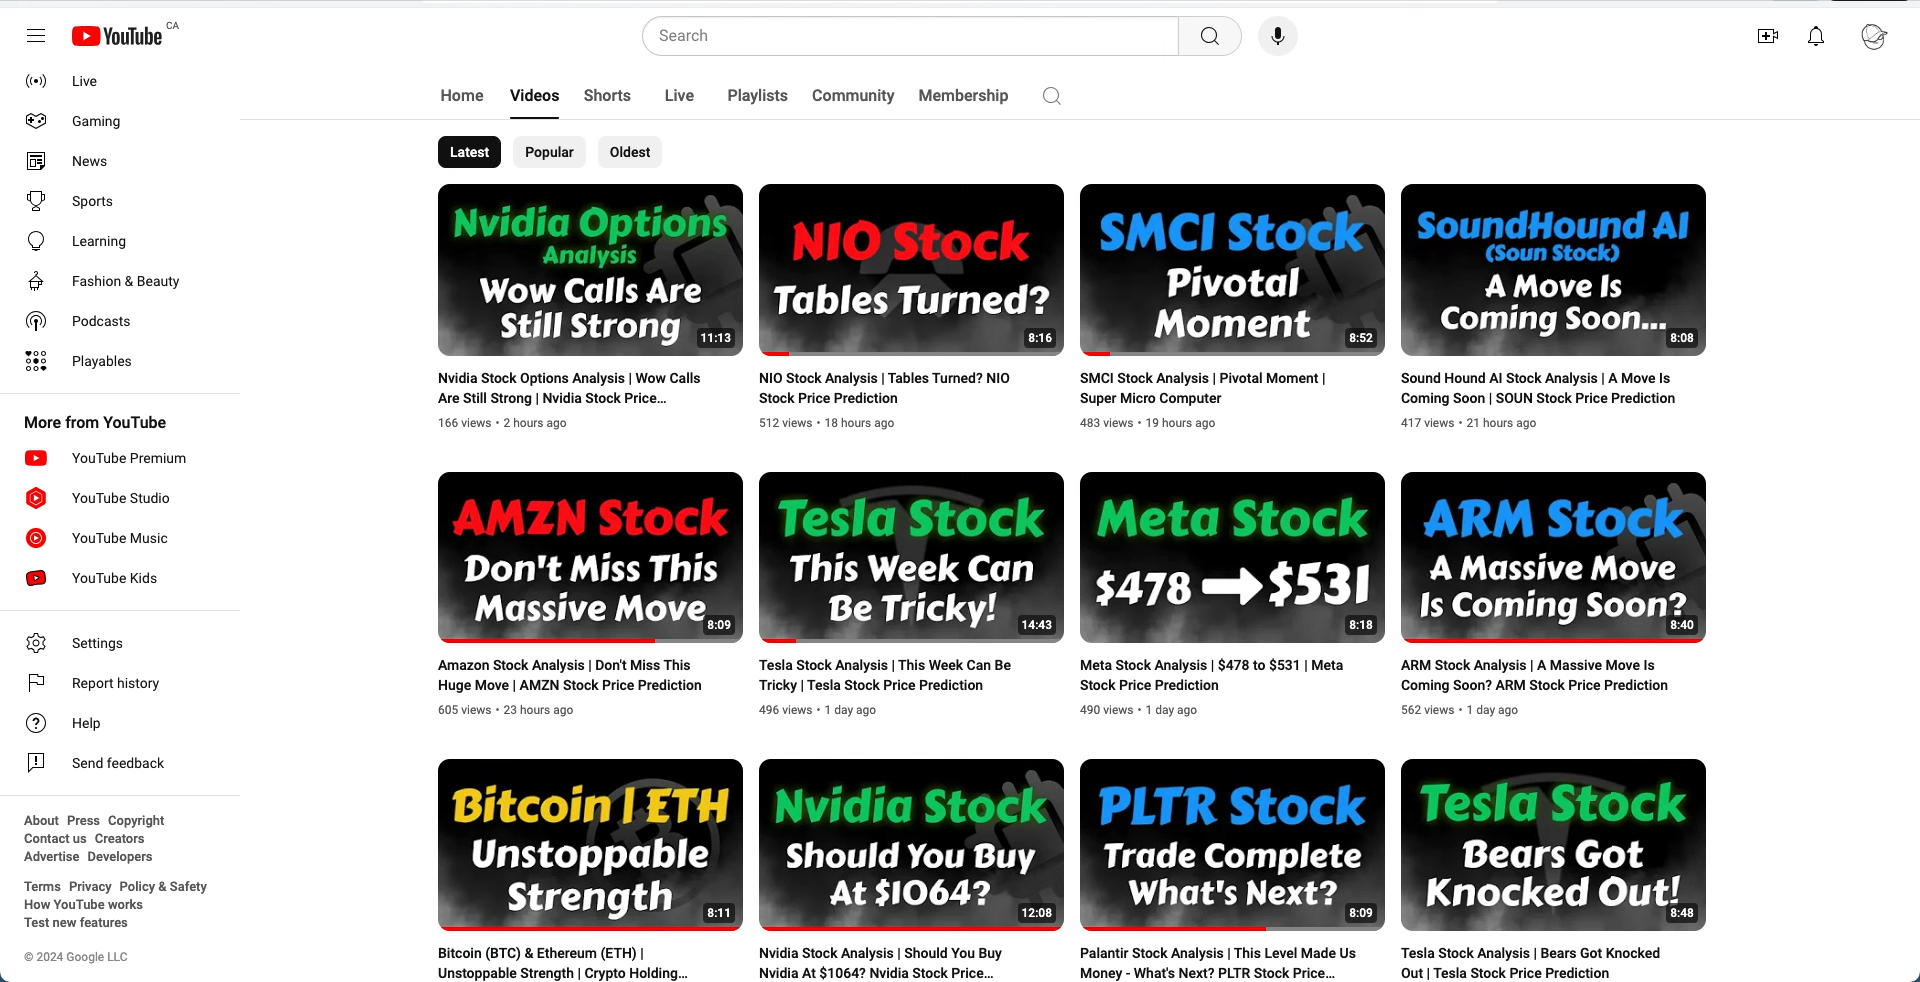 YouTube CA
Search
Live
Gaming
News
Sports
Learning
Fashion & Beauty
Podcasts
Playables
More from YouTube
YouTube Premium
YouTube Studio
YouTube Music
YouTube Kids
Settings
Report history
Help
Send feedback
About Press Copyright
Contact us Creators
Advertise Developers
Terms Privacy Policy & Safety
How YouTube works
Test new features
© 2024 Google LLC
Home Videos Shorts Live Playlists Community Membership
Latest Popular Oldest
Nvidia Options
Analysis
Wow Calls Are
Still Strong
11:13
Nvidia Stock Options Analysis | Wow Calls
Are Still Strong | Nvidia Stock Price...
166 views • 2 hours ago
NIO Stock
Tables Turned?
8:16
NIO Stock Analysis | Tables Turned? NIO
Stock Price Prediction
512 views • 18 hours ago
SMCI Stock
Pivotal
Moment
8:52
SMCI Stock Analysis | Pivotal Moment |
Super Micro Computer
483 views • 19 hours ago
SoundHound AI
(Soun Stock)
A Move Is
Coming Soon...
8:08
Sound Hound AI Stock Analysis | A Move Is
Coming Soon | SOUN Stock Price Prediction
417 views • 21 hours ago
AMZN Stock
Don't Miss This
Massive Move
8:09
Amazon Stock Analysis | Don't Miss This
Huge Move | AMZN Stock Price Prediction
605 views • 23 hours ago
Tesla Stock
This Week Can
Be Tricky!
14:43
Tesla Stock Analysis | This Week Can Be
Tricky | Tesla Stock Price Prediction
496 views • 1 day ago
Meta Stock
$478 → $531
8:18
Meta Stock Analysis | $478 to $531 | Meta
Stock Price Prediction
490 views • 1 day ago
ARM Stock
A Massive Move
Is Coming Soon?
8:40
ARM Stock Analysis | A Massive Move Is
Coming Soon? ARM Stock Price Prediction
562 views • 1 day ago
Bitcoin | ETH
Unstoppable
Strength
8:11
Bitcoin (BTC) & Ethereum (ETH) |
Unstoppable Strength | Crypto Holding...
Nvidia Stock
Should You Buy
At $1064?
12:08
Nvidia Stock Analysis | Should You Buy
Nvidia At $1064? Nvidia Stock Price...
PLTR Stock
Trade Complete
What's Next?
8:09
Palantir Stock Analysis | This Level Made Us
Money - What's Next? PLTR Stock Price...
Tesla Stock
Bears Got
Knocked Out!
8:48
Tesla Stock Analysis | Bears Got Knocked
Out | Tesla Stock Price Prediction